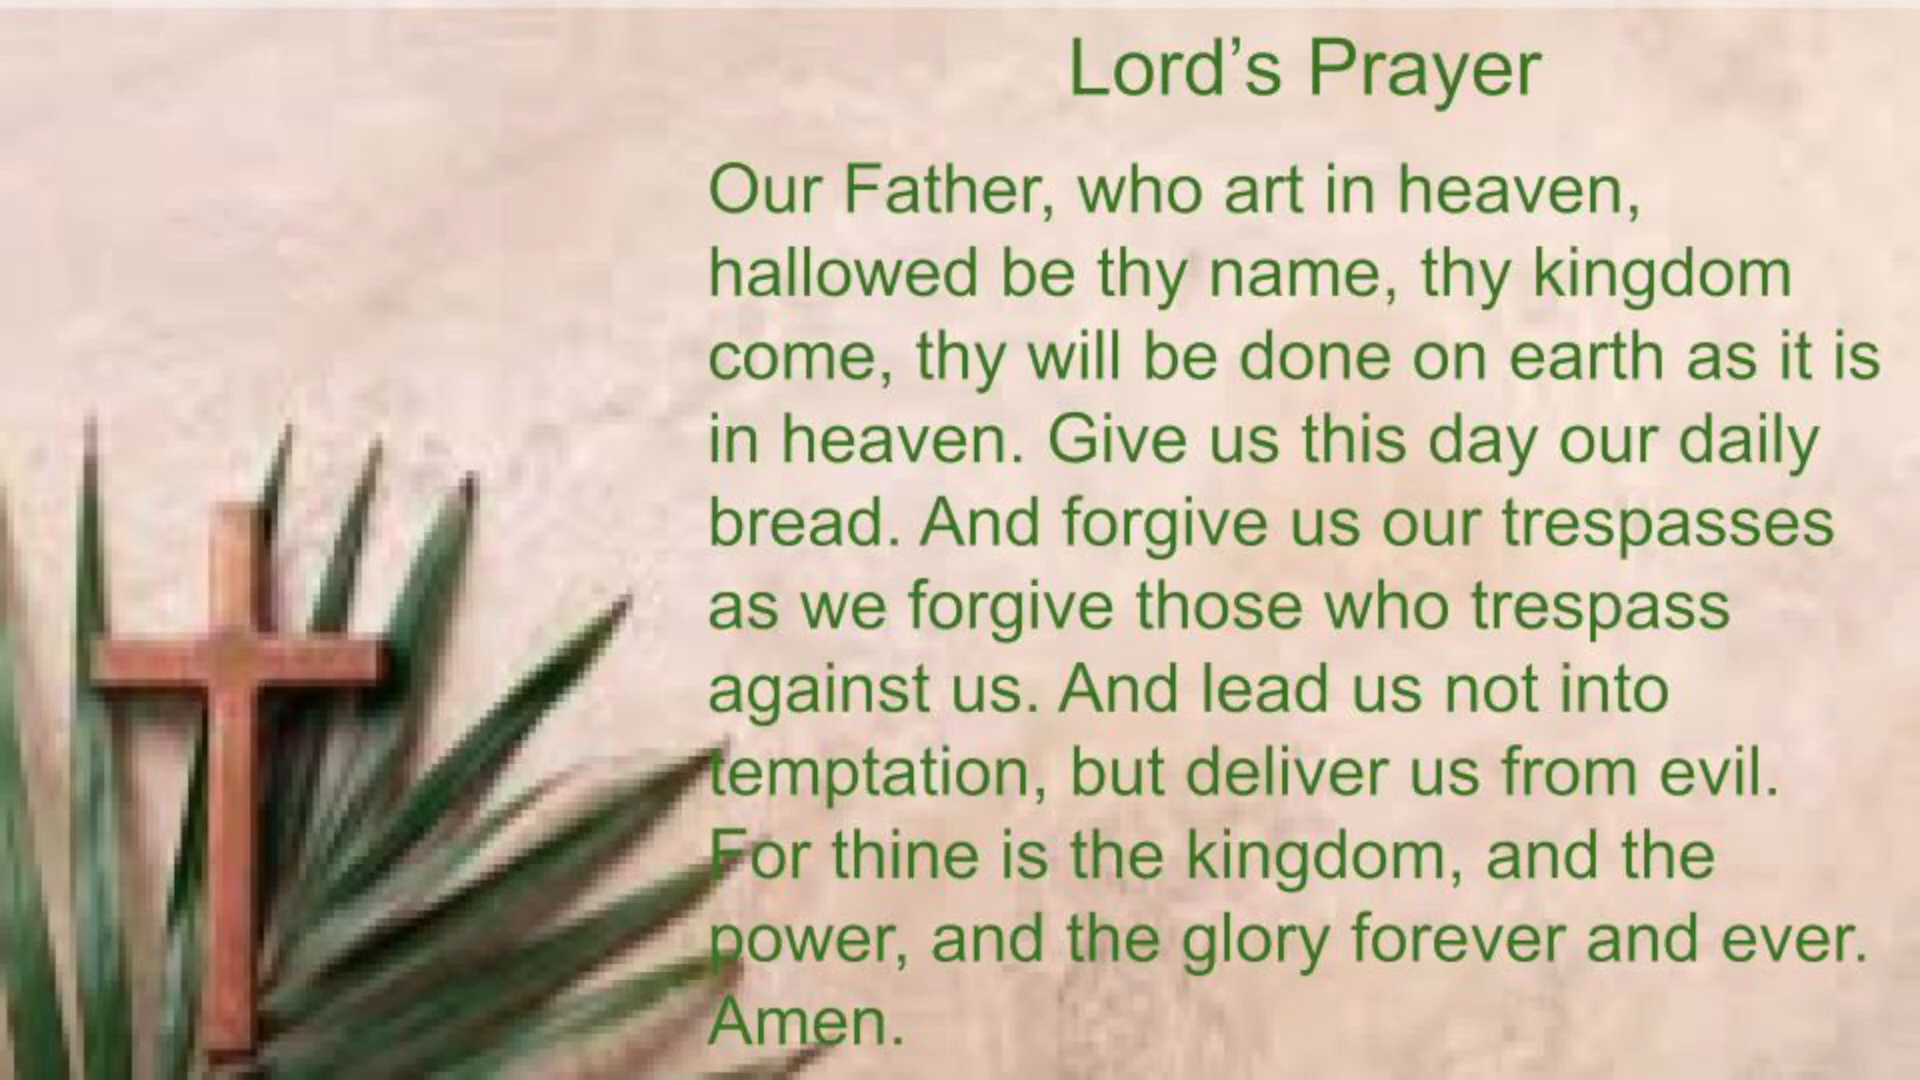 Lord’s Prayer
Our Father, who art in heaven,
hallowed be thy name, thy kingdom
come, thy will be done on earth as it is
in heaven. Give us this day our daily
bread. And forgive us our trespasses
as we forgive those who trespass
against us. And lead us not into
temptation, but deliver us from evil.
For thine is the kingdom, and the
power, and the glory forever and ever.
Amen.